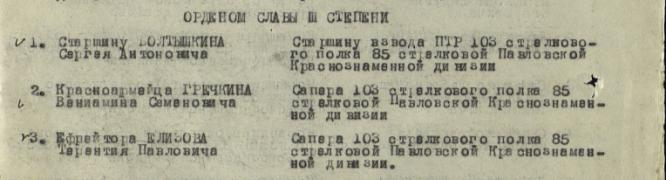 ОРДЕНОМ СЛАВЫ III СТЕПЕНИ
1. Старшину БОЛТЫШКИНА Старшину взвода ПТР 103 стрелково-
Сергея Антоновича го полка 85 стрелковой Павловской
Краснознаменной дивизии
2. Красноармейца ГРЕЧКИНА Сапера 103 стрелкового полка 85
Вениамина Семеновича стрелковой Павловской Краснознамен-
ной дивизии
3. Ефрейтора ЕЛИЗОВА Сапера 103 стрелкового полка 85
Терентия Павловича стрелковой Павловской Краснознамен-
ной дивизии.